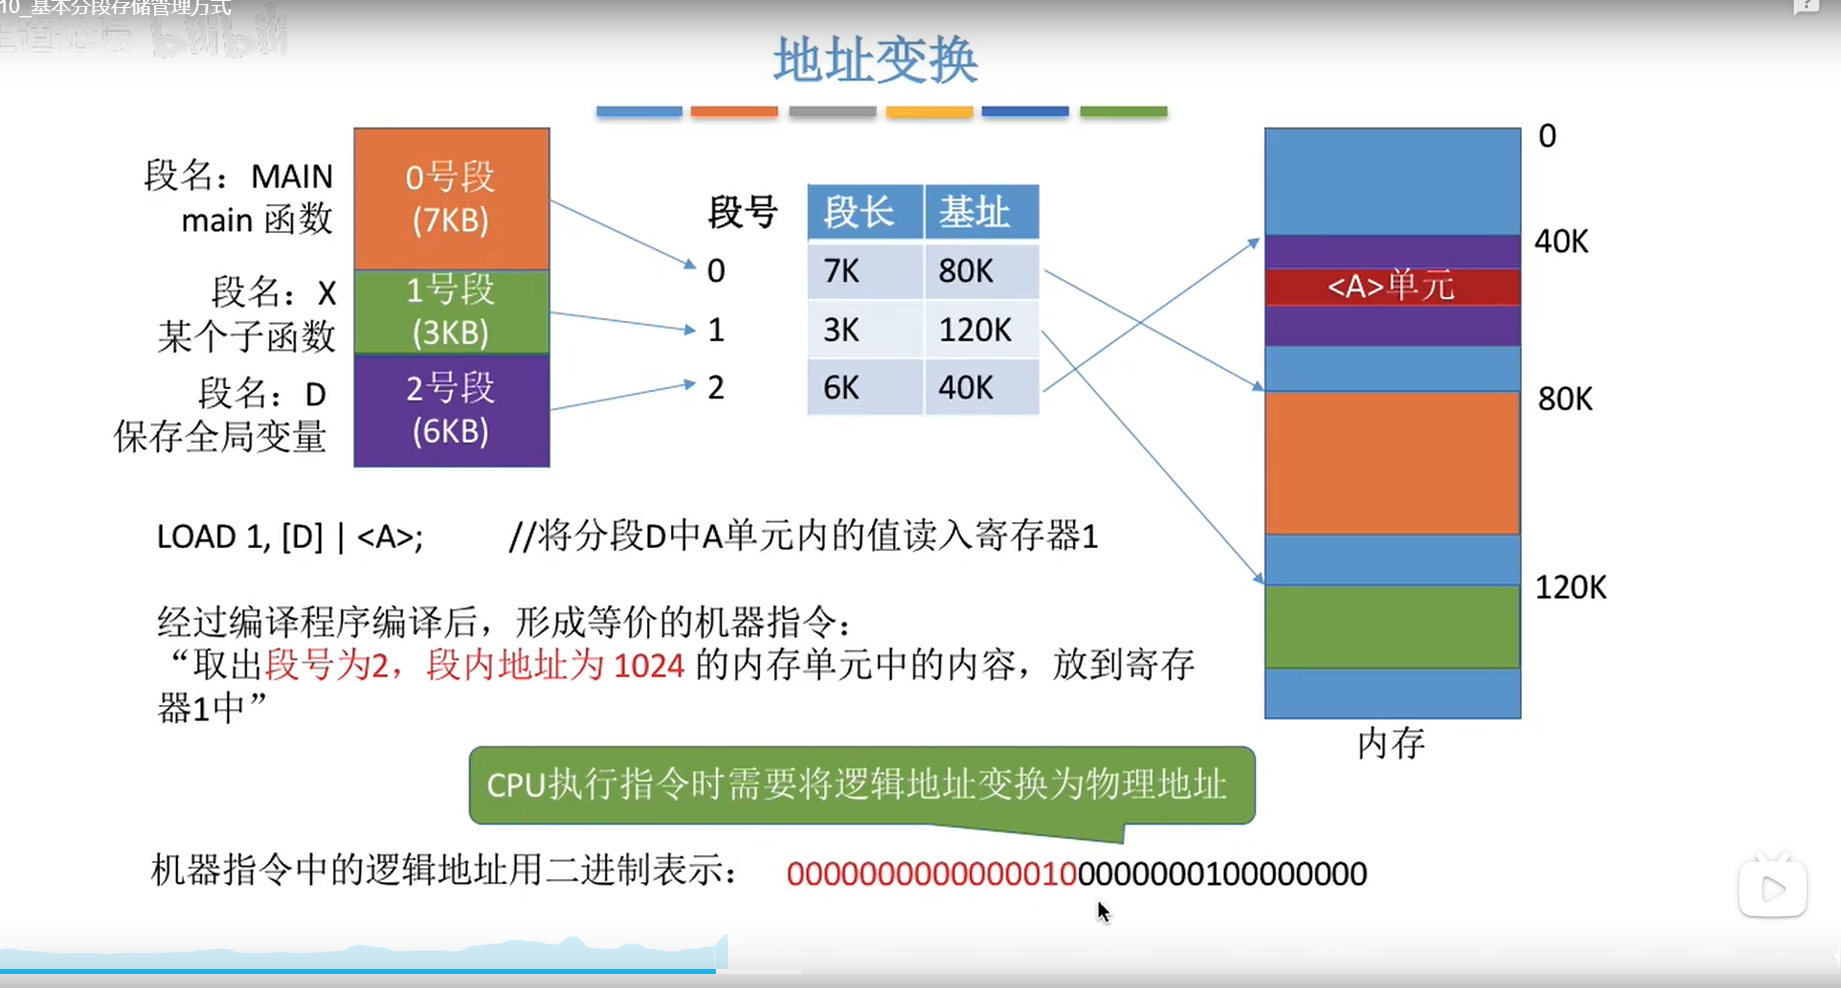 10_基本分段存储管理方式
王道论坛 bilibili
地址变换
段名：MAIN
main 函数
0号段
(7KB)
段名：X
某个子函数
1号段
(3KB)
段名：D
保存全局变量
2号段
(6KB)
段号 段长 基址
0 7K 80K
1 3K 120K
2 6K 40K
0
40K
<A>单元
80K
120K
内存
LOAD 1, [D] | <A>; //将分段D中A单元内的值读入寄存器1
经过编译程序编译后，形成等价的机器指令：
“取出段号为2，段内地址为 1024 的内存单元中的内容，放到寄存
器1中”
CPU执行指令时需要将逻辑地址变换为物理地址
机器指令中的逻辑地址用二进制表示： 00000000000000100000000100000000